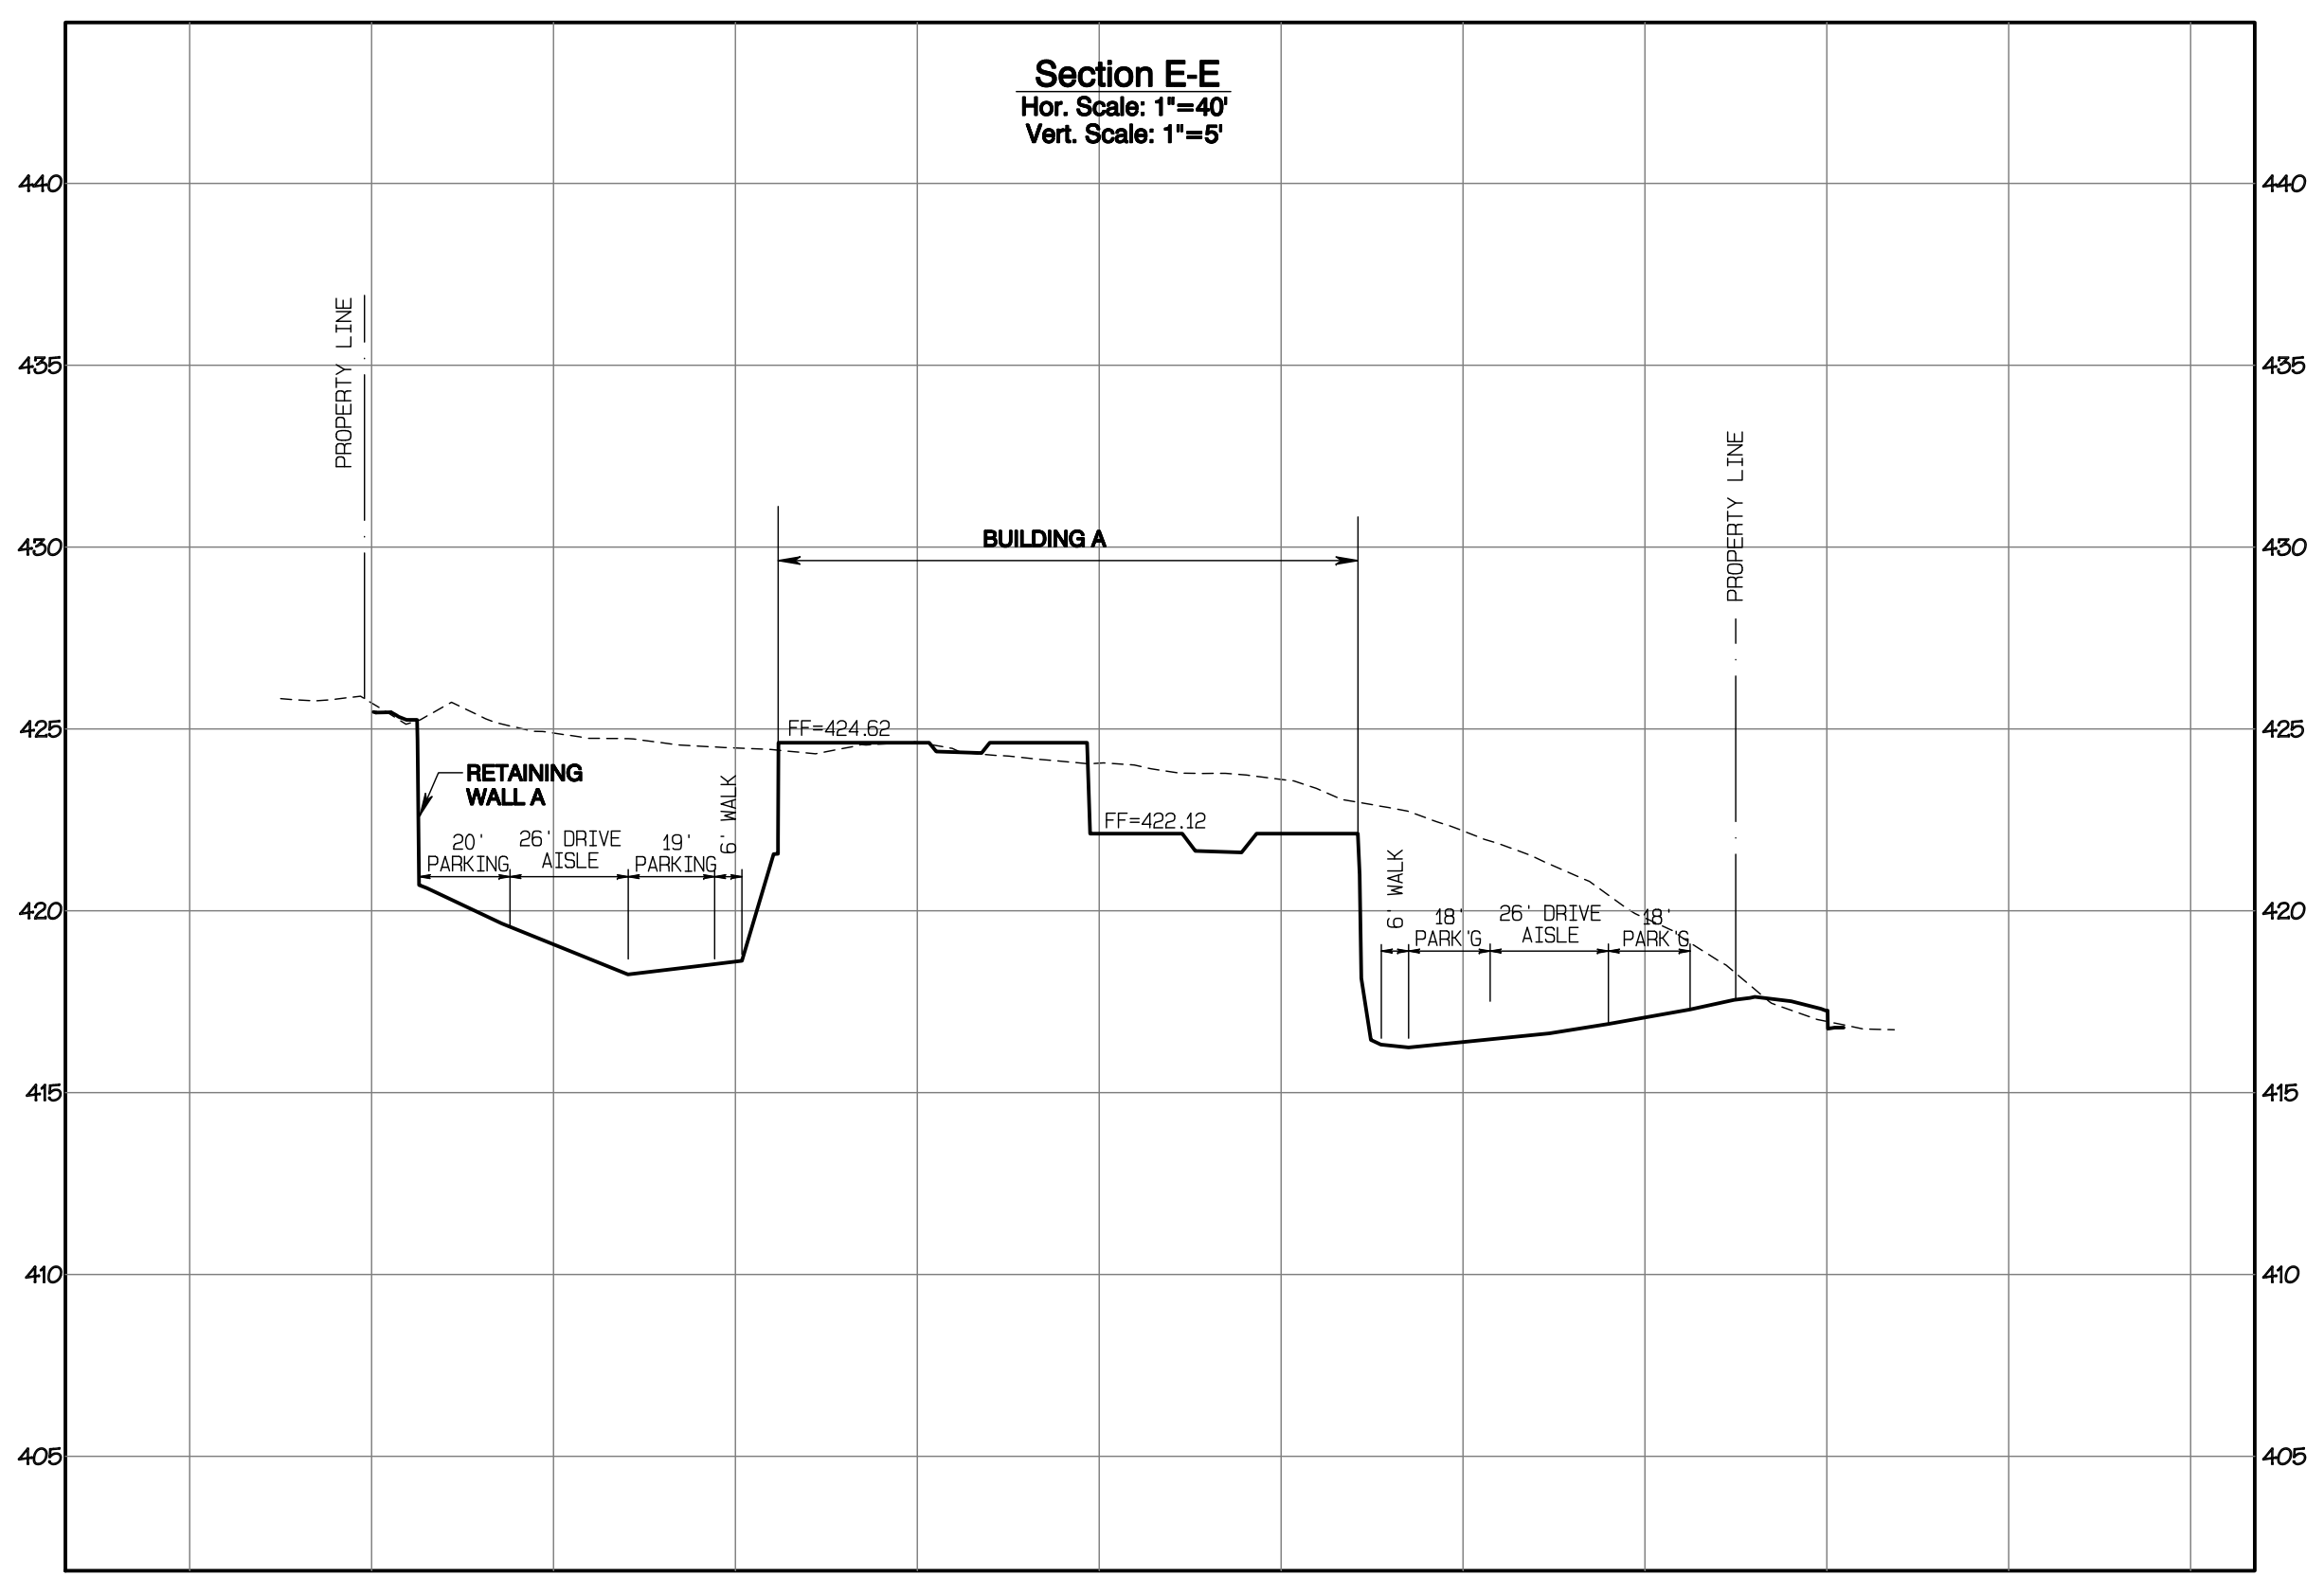 Section E-E
Hor. Scale: 1"=40'
Vert. Scale: 1"=5'
440
440
435
435
430
430
425
425
420
420
415
415
410
410
405
405
PROPERTY LINE
PROPERTY LINE
BUILDING A
FF=424.62
FF=422.12
RETAINING
WALL A
20'
PARKING
26' DRIVE
AISLE
19'
PARKING
6' WALK
6' WALK
18'
PARK'G
26' DRIVE
AISLE
18'
PARK'G